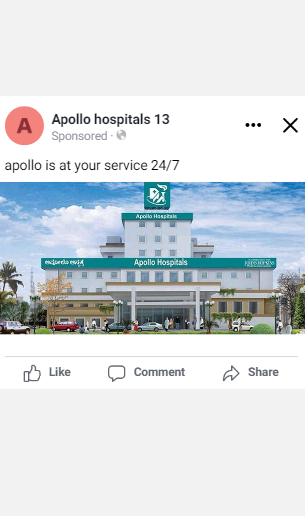 A
Apollo hospitals 13
Sponsored ·
apollo is at your service 24/7
Apollo Hospitals
Apollo Hospitals
Like
Comment
Share